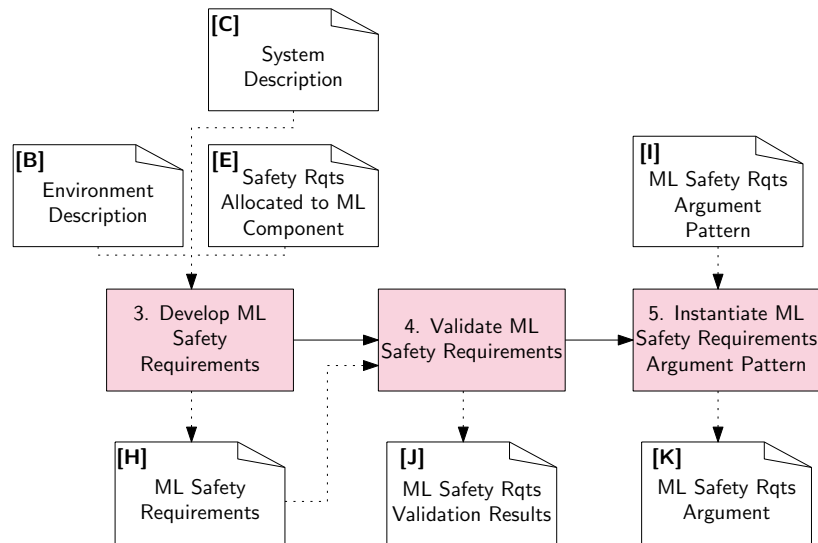 [C]
System
Description
[B]
Environment
Description
[E]
Safety Rqts
Allocated to ML
Component
[I]
ML Safety Rqts
Argument
Pattern
3. Develop ML
Safety
Requirements
4. Validate ML
Safety Requirements
5. Instantiate ML
Safety Requirements
Argument Pattern
[H]
ML Safety
Requirements
[J]
ML Safety Rqts
Validation Results
[K]
ML Safety Rqts
Argument